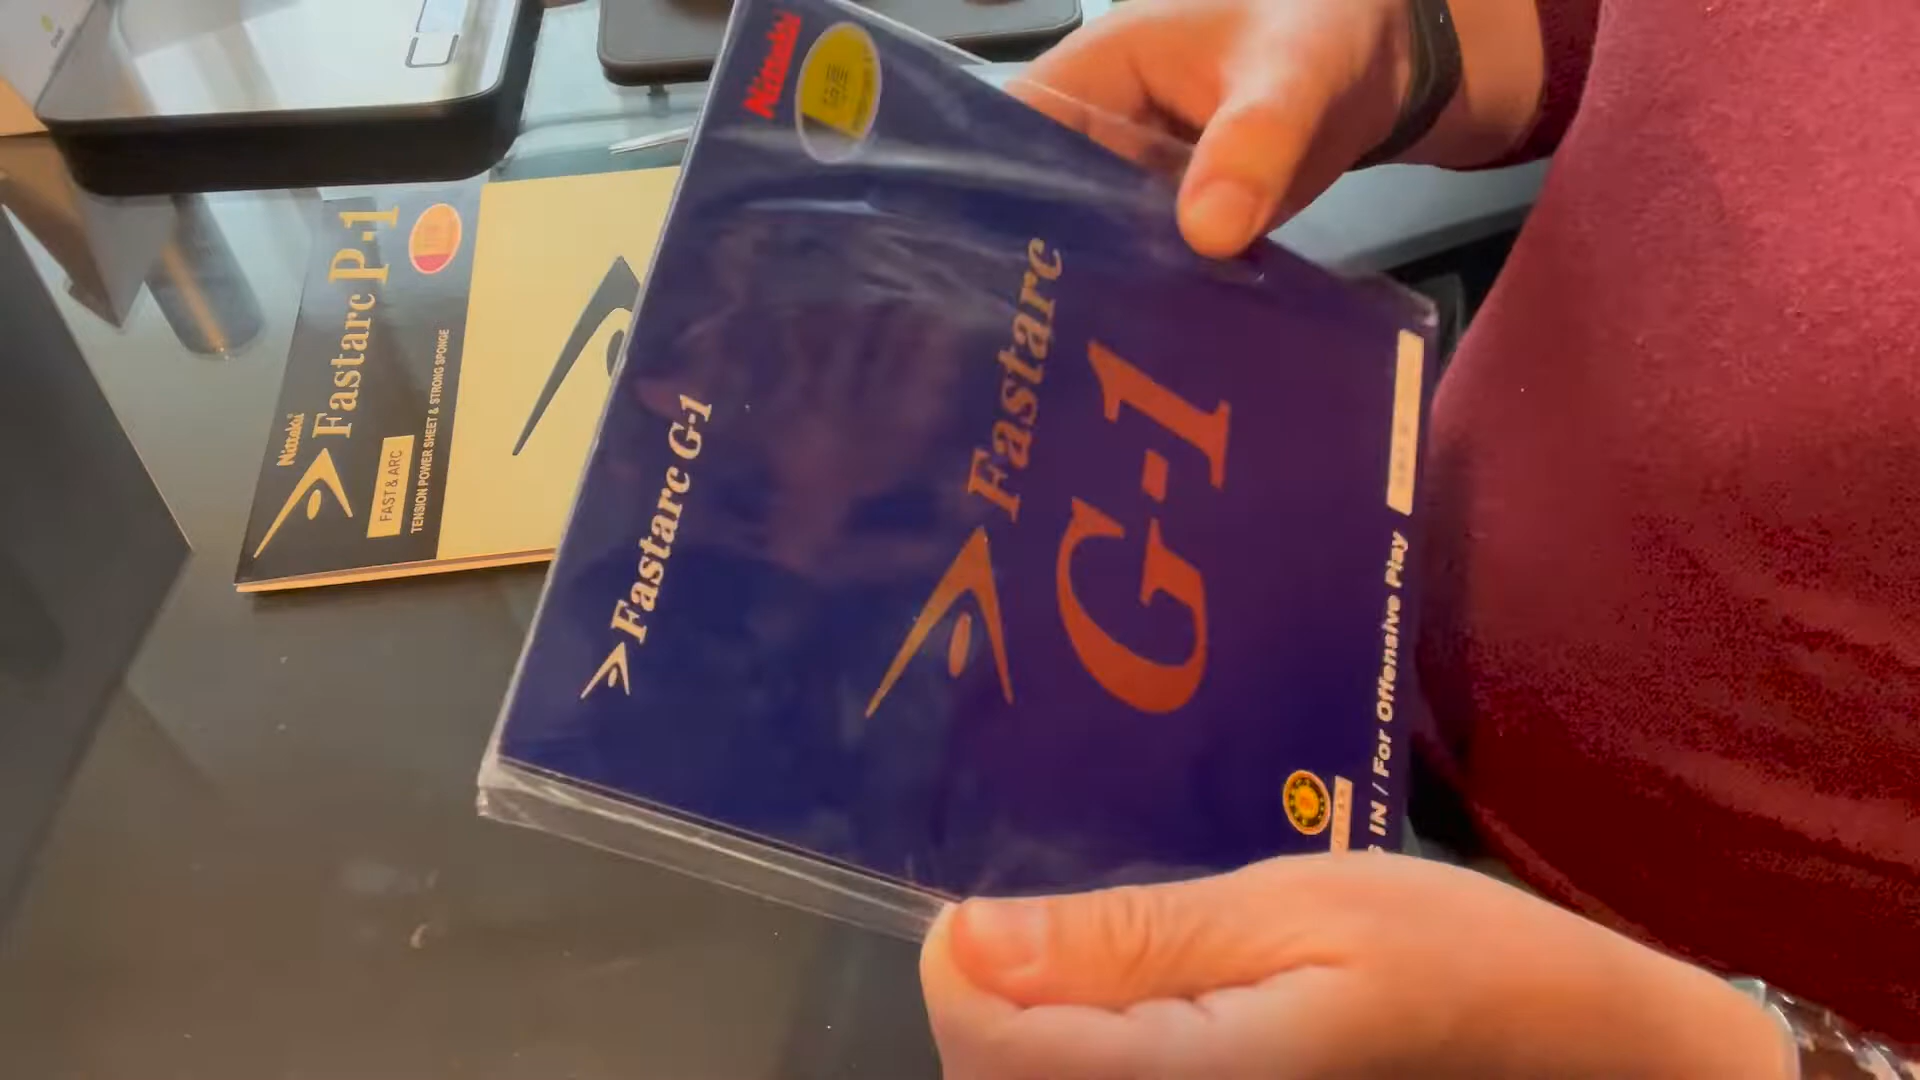 Nittaku
Fastarc G-1
Fastarc
G-1
IN / For Offensive Play
Nittaku
Fastarc P-1
FAST & ARC
TENSION POWER SHEET & STRONG SPONGE